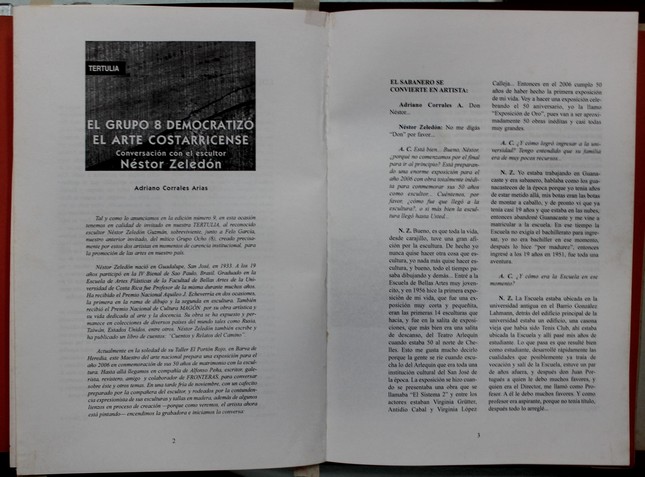 TERTULIA
EL GRUPO 8 DEMOCRATIZÓ
EL ARTE COSTARRICENSE
Conversación con el escultor
Néstor Zeledón
Adriano Corrales Arias
Tal y como lo anunciamos en la edición número 9, en esta ocasión
tenemos en calidad de invitado en nuestra TERTULIA, al reconocido
escultor Néstor Zeledón Guzmán, sobreviviente, junto a Felo García,
nuestro anterior invitado, del mítico Grupo Ocho (8), creado precisa-
mente por estos dos artistas en momentos de carencia institucional, para
la promoción de las artes en nuestro país.
Néstor Zeledón nació en Guadalupe, San José, en 1933. A los 19
años participó en la IV Bienal de Sao Paulo, Brasil. Graduado en la
Escuela de Artes Plásticas de la Facultad de Bellas Artes de la Uni-
versidad de Costa Rica fue Profesor de la misma durante muchos años.
Ha recibido el Premio Nacional Aquileo J. Echeverría en dos ocasiones,
la primera en la rama de dibujo y la segunda en escultura. También
recibió el Premio Nacional de Cultura MAGÓN por su obra artística y
su vida dedicada al arte y la docencia. Su obra se ha expuesto y per-
manece en colecciones de diversos países del mundo tales como Rusia,
Taiwán, Estados Unidos, entre otros. Néstor Zeledón también escribe y
ha publicado un libro de cuentos: "Cuentos y Relatos del Camino".
Actualmente en la soledad de su Taller El Portón Rojo, en Barva de
Heredia, este Maestro del arte nacional prepara una exposición para el
año 2006 en conmemoración de sus 50 años de matrimonio con la escul-
tura. Hasta allá llegamos en compañía de Alfonso Peña, escritor, gale-
rista, revistero, amigo y colaborador de FRONTERAS, para conversar
sobre éste y otros temas. En una tarde fría de noviembre, con un cafecito
preparado por la compañera del escultor y rodeados por la contunden-
cia expresionista de sus esculturas y tallas en madera, además de algunos
lienzos en proceso de creación —porque como veremos, el artista ahora
está pintando— encendimos la grabadora e iniciamos la conversa.
2
EL SABANERO SE
CONVIERTE EN ARTISTA:
Adriano Corrales A. Don
Néstor...
Néstor Zeledón: No me digás
"Don" por favor...
A. C. Está bien... Bueno, Néstor,
¿porqué no comenzamos por el final
para ir al principio? Está preparan-
do una enorme exposición para el
año 2006 con obra totalmente inédi-
ta para conmemorar sus 50 años
como escultor... Cuéntemos, por
favor, ¿cómo fue que llegó a la
escultura?, o si más bien la escul-
tura llegó hasta Usted...
N. Z. Bueno, es que toda la vida,
desde carajillo, tuve una gran afi-
ción por la escultura. De hecho yo
nunca quise hacer otra cosa que es-
cultura, yo nada más quise hacer es-
cultura, y bueno, todo el tiempo pa-
saba dibujando y demás... Entré a la
Escuela de Bellas Artes muy joven-
cito, y en 1956 hice la primera expo-
sición de mi vida, que fue una ex-
posición muy corta y pequeñita,
eran las primeras 14 esculturas que
hacía, y fue en la salita de exposi-
ciones, que más bien era una salita
de descanso, del Teatro Arlequín
cuando estaba 50 al norte de Che-
lles. Esto me gusta mucho decirlo
porque la gente se ríe cuando escu-
cha lo del Arlequín que era toda una
institución cultural del San José de
la época. La exposición se hizo cuan-
do se presentaba una obra que se
llamaba "El Sistema 2" y entre los
actores estaban Virginia Grütter,
Antidio Cabal y Virginia López
Calleja... Entonces en el 2006 cumplo 50
años de haber hecho la primera exposición
de mi vida. Voy a hacer una exposición cele-
brando el 50 aniversario, yo la llamo
"Exposición de Oro", pues van a ser aproxi-
madamente 50 obras inéditas y casi todas
muy grandes.
A. C. ¿Y cómo logró ingresar a la uni-
versidad? Tengo entendido que su familia
era de muy pocos recursos...
N. Z. Yo estaba trabajando en Guana-
caste y era sabanero, hablaba como los gua-
nacastecos de la época porque yo tenía años
de estar metido allá, mis botas eran las botas
de montar a caballo, y de pronto vi que ya
tenía casi 19 años y que estaba en las nubes,
entonces abandoné Guanacaste y me vine a
matricular a la escuela. En ese tiempo la
Escuela no exigía el bachillerato para ingre-
sar, yo no era bachiller en ese momento,
después lo hice "por madurez"; entonces
ingresé a los 19 años en 1951; fue todo una
aventura.
A. C. ¿Y cómo era la Escuela en ese
momento?
N. Z. La Escuela estaba ubicada en la
universidad antigua en el Barrio González
Lahmann, detrás del edificio principal de la
universidad estaba un edificio, una casona
vieja que había sido Tenis Club, ahí estaba
ubicada la Escuela y allí pasé mis años de
estudiante. Lo que pasa es que resulté bien
como estudiante, desarrollé rápidamente las
cualidades que posiblemente ya traía de
vocación y salí de la Escuela, estuve un par
de años afuera, y después don Juan Por-
tugués a quien le debo muchos favores, y
quien era el Director, me llamó como Pro-
fesor. A él le debo muchos favores. Y como
profesor era aspirante, porque no tenía título,
después todo lo arreglé...
3